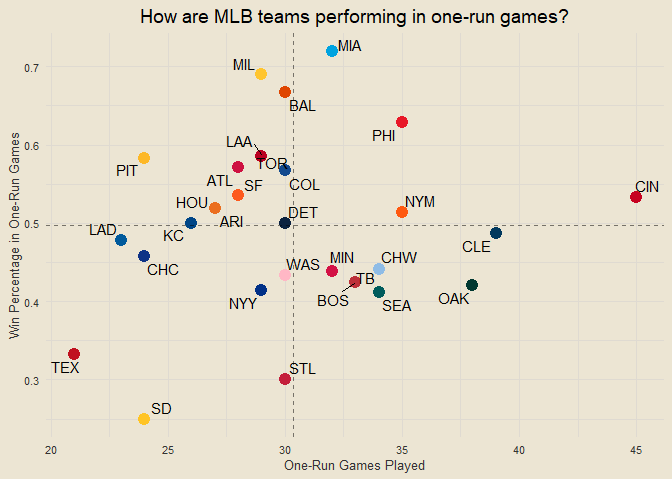 How are MLB teams performing in one-run games?
MIA
MIL
BAL
PHI
LAA
TOR
PIT
ATL
SF
COL
CIN
HOU
ARI
DET
NYM
LAD
KC
CLE
CHC
WAS
MIN
CHW
TB
NYY
BOS
SEA
OAK
TEX
STL
SD
0.7
0.6
0.5
0.4
0.3
Win Percentage in One-Run Games
20
25
30
35
40
45
One-Run Games Played